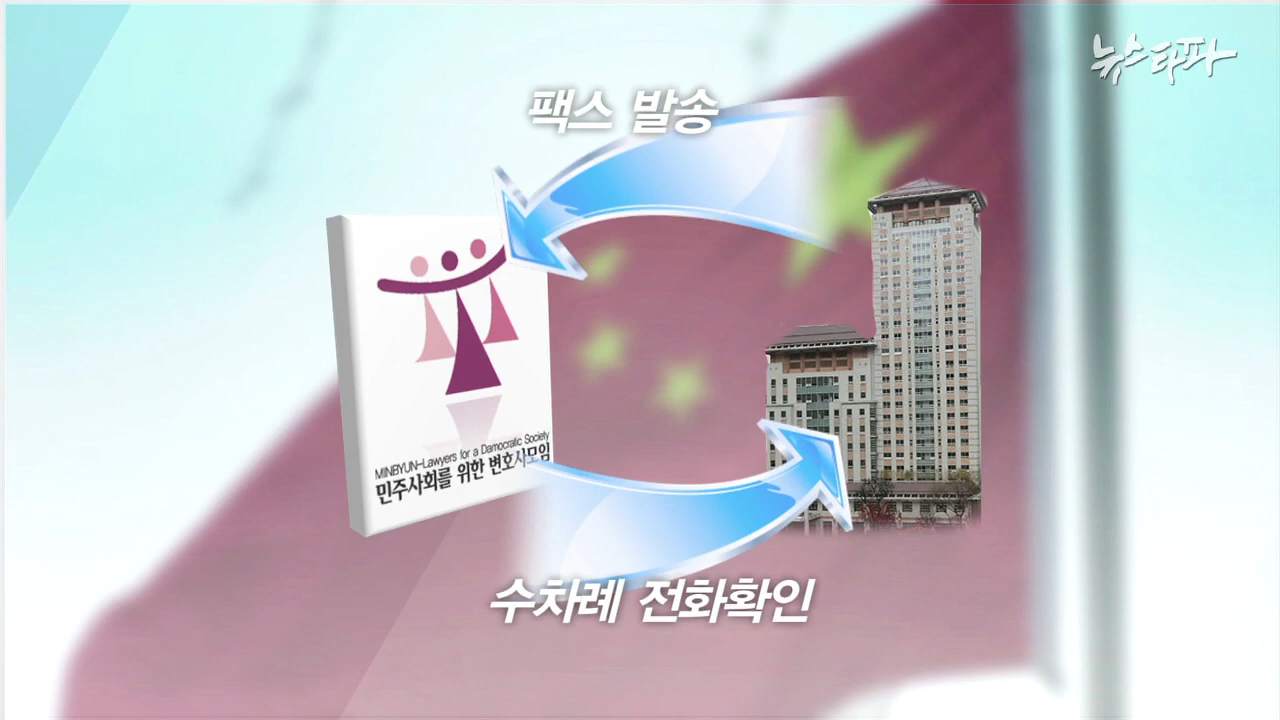 뉴스타파
팩스 발송
MINBYUN-Lawyers for a Damocratic Society
민주사회를 위한 변호사모임
수차례 전화확인